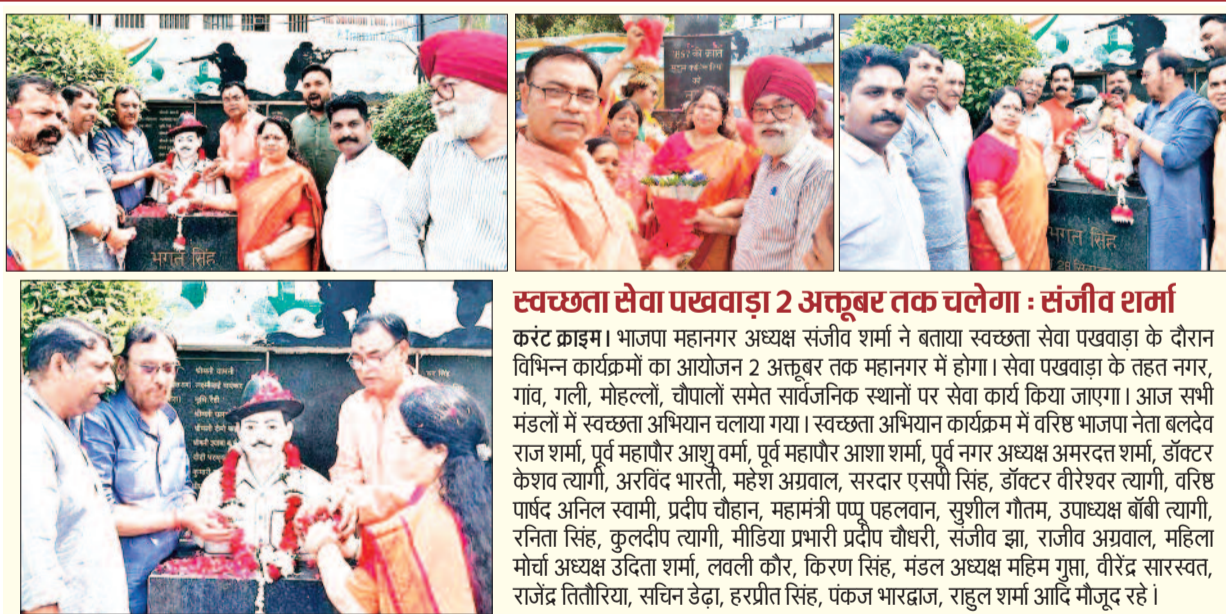 1857 की क्रांति
भगत सिंह
भगत सिंह
स्वच्छता सेवा पखवाड़ा 2 अक्तूबर तक चलेगा : संजीव शर्मा
करंट क्राइम। भाजपा महानगर अध्यक्ष संजीव शर्मा ने बताया स्वच्छता सेवा पखवाड़ा के दौरान
विभिन्न कार्यक्रमों का आयोजन 2 अक्तूबर तक महानगर में होगा। सेवा पखवाड़ा के तहत नगर,
गांव, गली, मोहल्लों, चौपालों समेत सार्वजनिक स्थानों पर सेवा कार्य किया जाएगा। आज सभी
मंडलों में स्वच्छता अभियान चलाया गया। स्वच्छता अभियान कार्यक्रम में वरिष्ठ भाजपा नेता बलदेव
राज शर्मा, पूर्व महापौर आशु वर्मा, पूर्व महापौर आशा शर्मा, पूर्व नगर अध्यक्ष अमरदत्त शर्मा, डॉक्टर
केशव त्यागी, अरविंद भारती, महेश अग्रवाल, सरदार एसपी सिंह, डॉक्टर वीरेश्वर त्यागी, वरिष्ठ
पार्षद अनिल स्वामी, प्रदीप चौहान, महामंत्री पप्पू पहलवान, सुशील गौतम, उपाध्यक्ष बॉबी त्यागी,
रनिता सिंह, कुलदीप त्यागी, मीडिया प्रभारी प्रदीप चौधरी, संजीव झा, राजीव अग्रवाल, महिला
मोर्चा अध्यक्ष उदिता शर्मा, लवली कौर, किरण सिंह, मंडल अध्यक्ष महिम गुप्ता, वीरेंद्र सारस्वत,
राजेंद्र तितौरिया, सचिन डेढ़ा, हरप्रीत सिंह, पंकज भारद्वाज, राहुल शर्मा आदि मौजूद रहे।